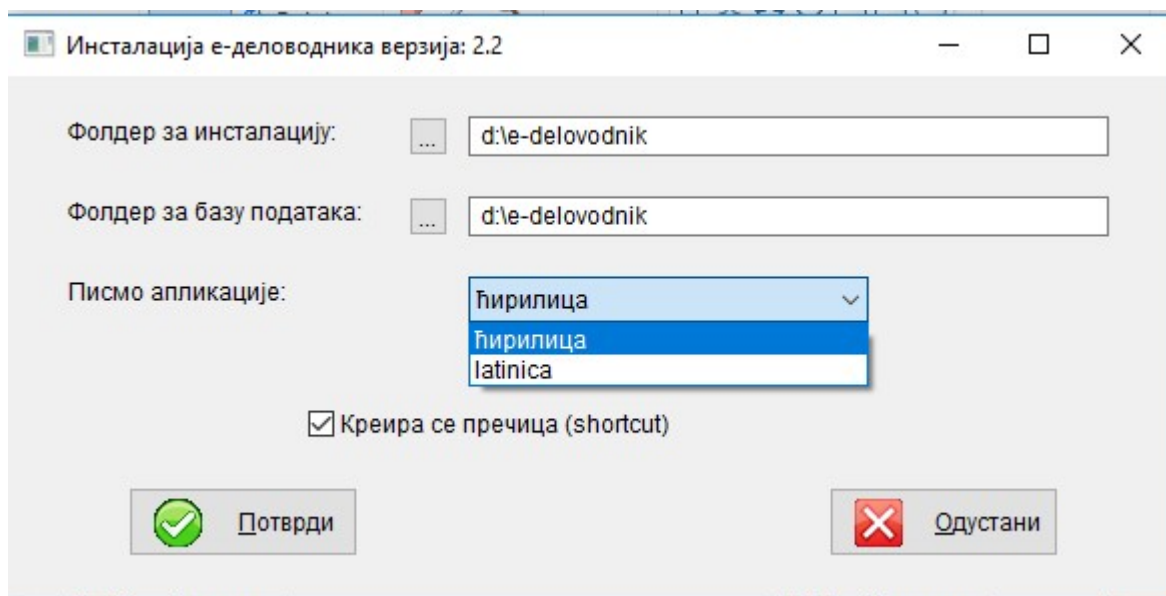 Инсталација е-деловодника верзија: 2.2
Фолдер за инсталацију: ... d:\e-delovodnik
Фолдер за базу података: ... d:\e-delovodnik
Писмо апликације: ћирилица
ћирилица
latinica
Креира се пречица (shortcut)
Потврди Одустани